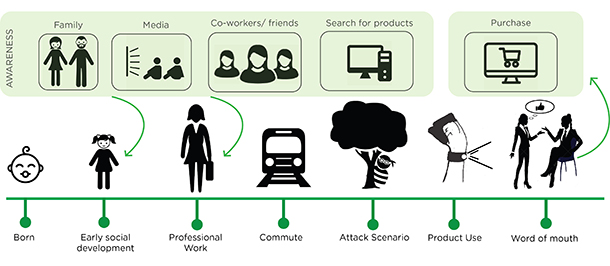 AWARENESS
Family
Media
Co-workers/ friends
Search for products
Purchase
Born
Early social
development
Professional
Work
Commute
Attack Scenario
Product Use
Word of mouth